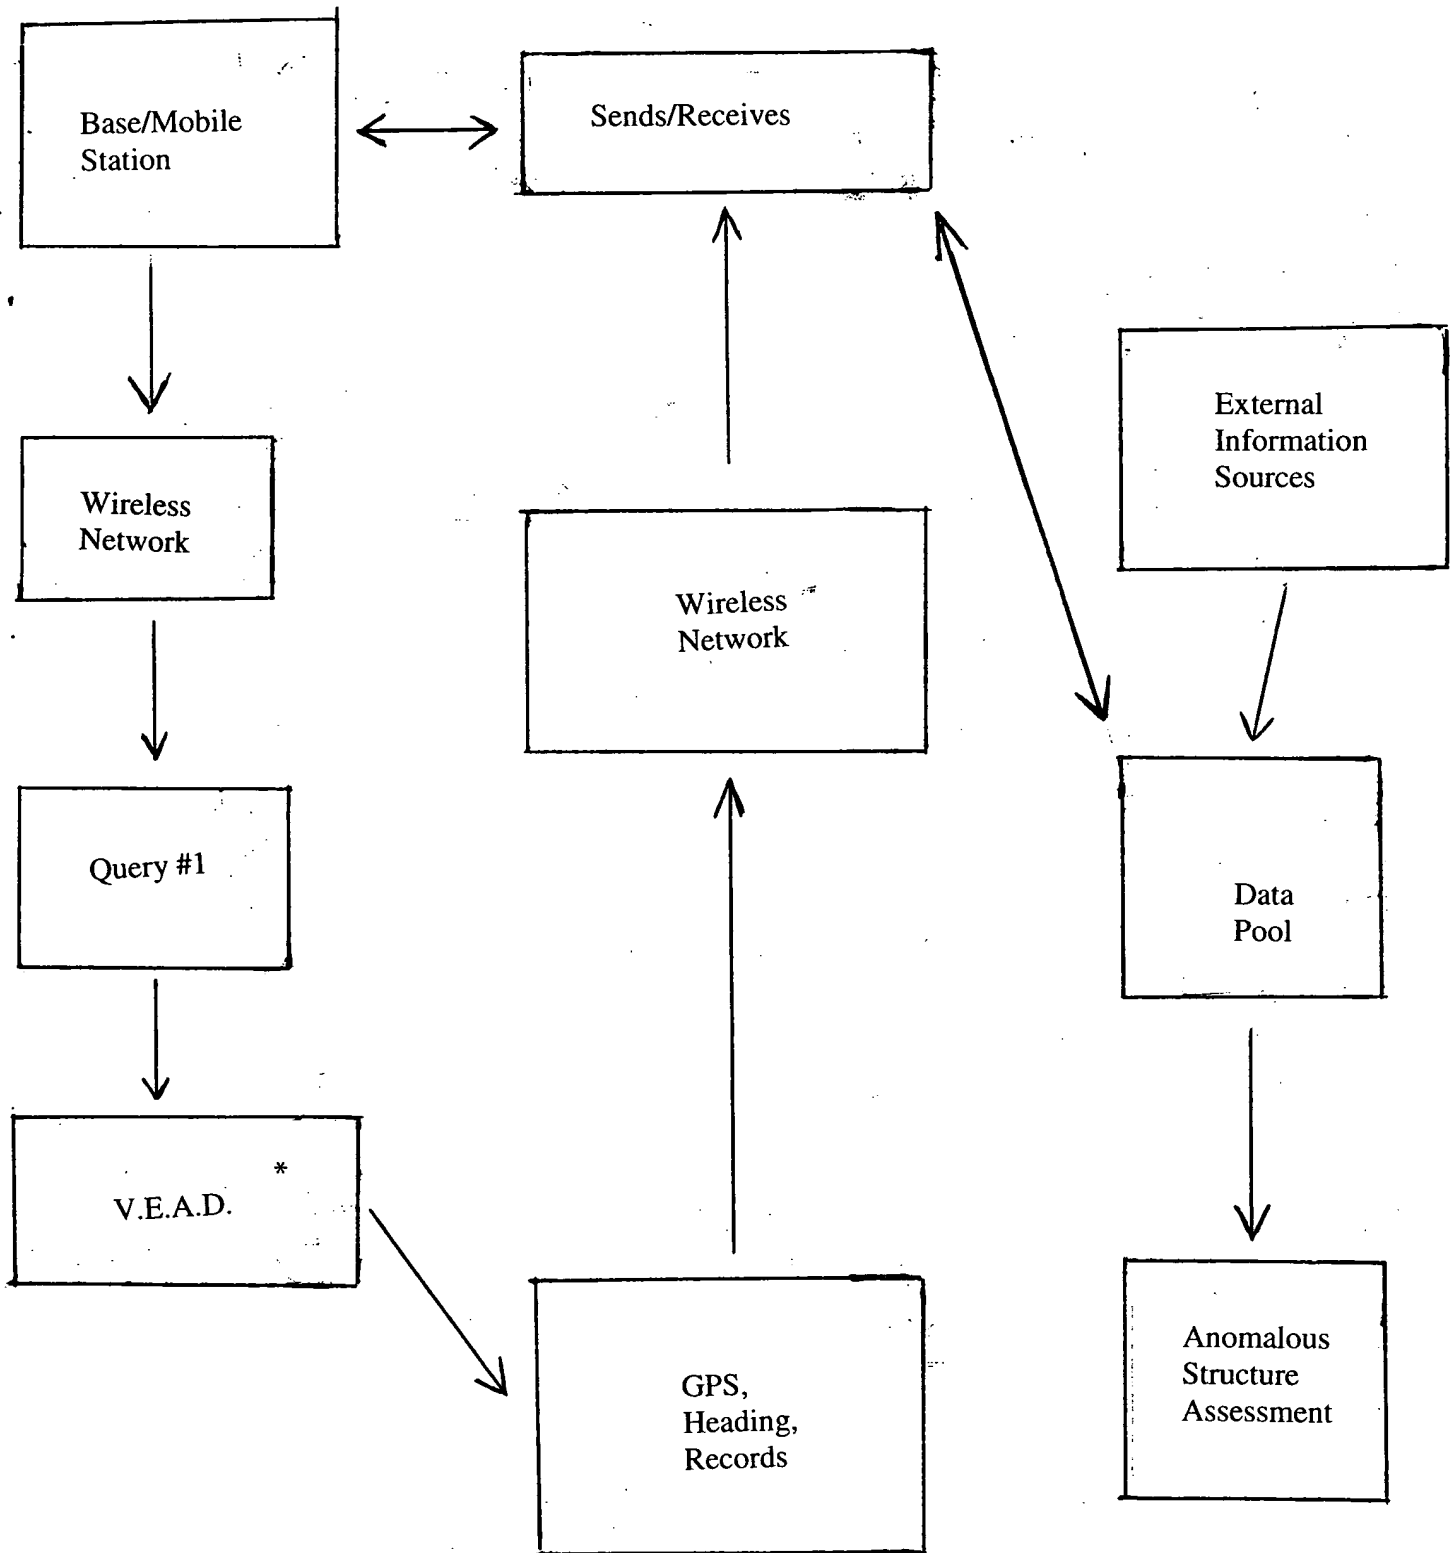 Base/Mobile
Station
Sends/Receives
External
Information
Sources
Wireless
Network
Wireless
Network
Query #1
Data
Pool
*
V.E.A.D.
GPS,
Heading,
Records
Anomalous
Structure
Assessment